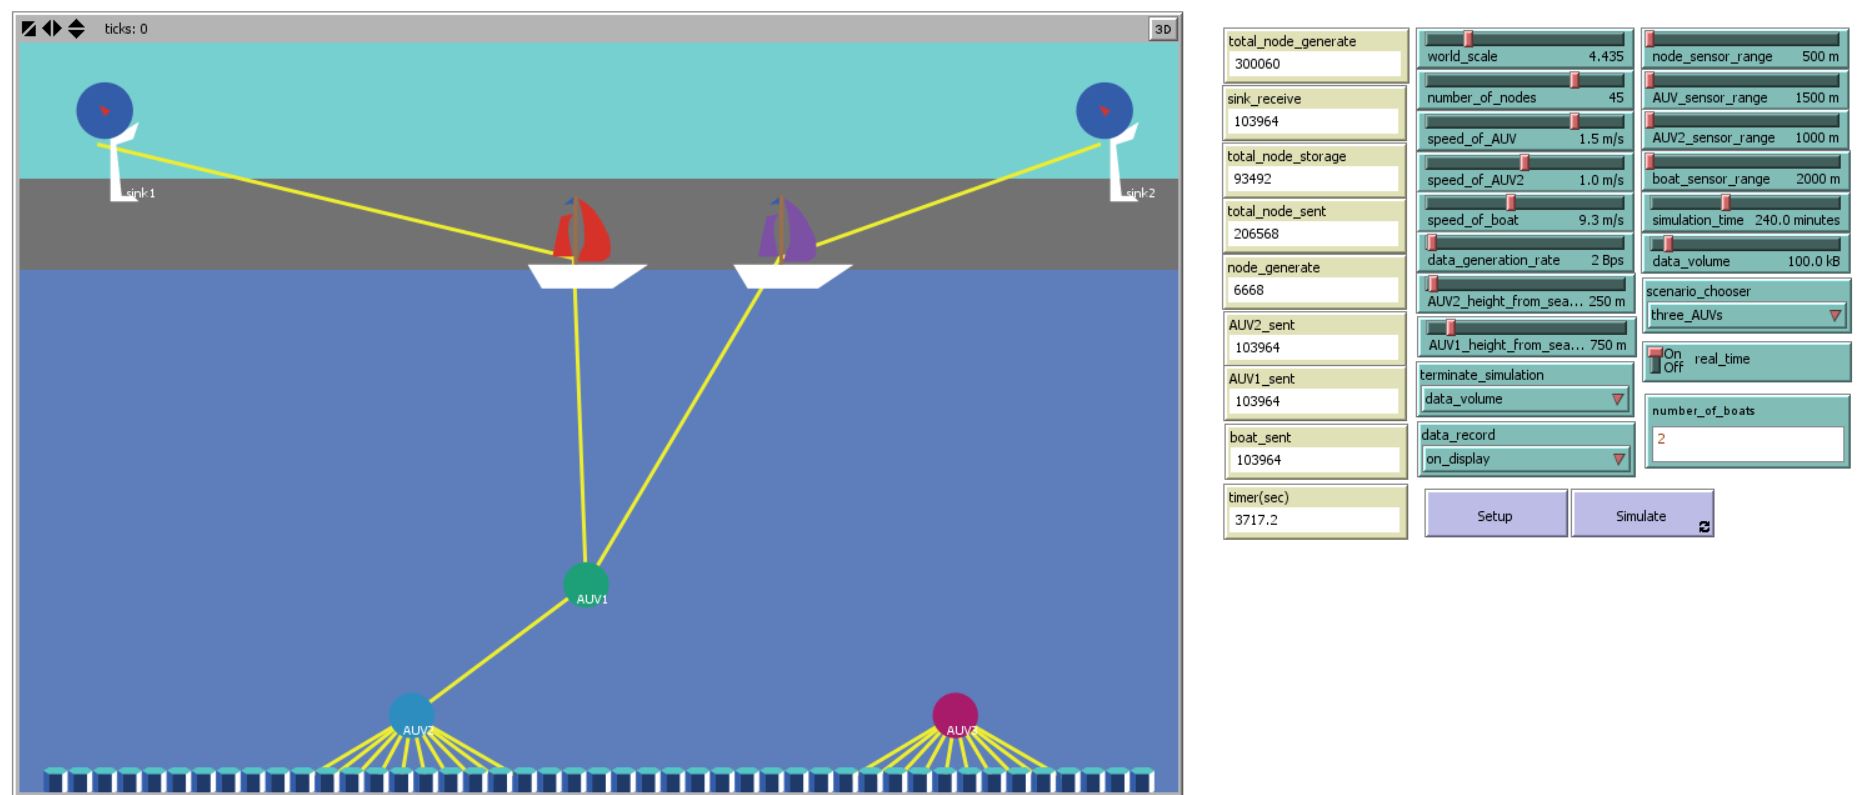 ticks: 0
3D
sink1
sink2
AUV1
AUV2
AUV3
total_node_generate
300060
sink_receive
103964
total_node_storage
93492
total_node_sent
206568
node_generate
6668
AUV2_sent
103964
AUV1_sent
103964
boat_sent
103964
timer(sec)
3717.2
world_scale 4.435
number_of_nodes 45
speed_of_AUV 1.5 m/s
speed_of_AUV2 1.0 m/s
speed_of_boat 9.3 m/s
data_generation_rate 2 Bps
AUV2_height_from_sea... 250 m
AUV1_height_from_sea... 750 m
terminate_simulation
data_volume
data_record
on_display
node_sensor_range 500 m
AUV_sensor_range 1500 m
AUV2_sensor_range 1000 m
boat_sensor_range 2000 m
simulation_time 240.0 minutes
data_volume 100.0 kB
scenario_chooser
three_AUVs
On
Off
real_time
number_of_boats
2
Setup
Simulate